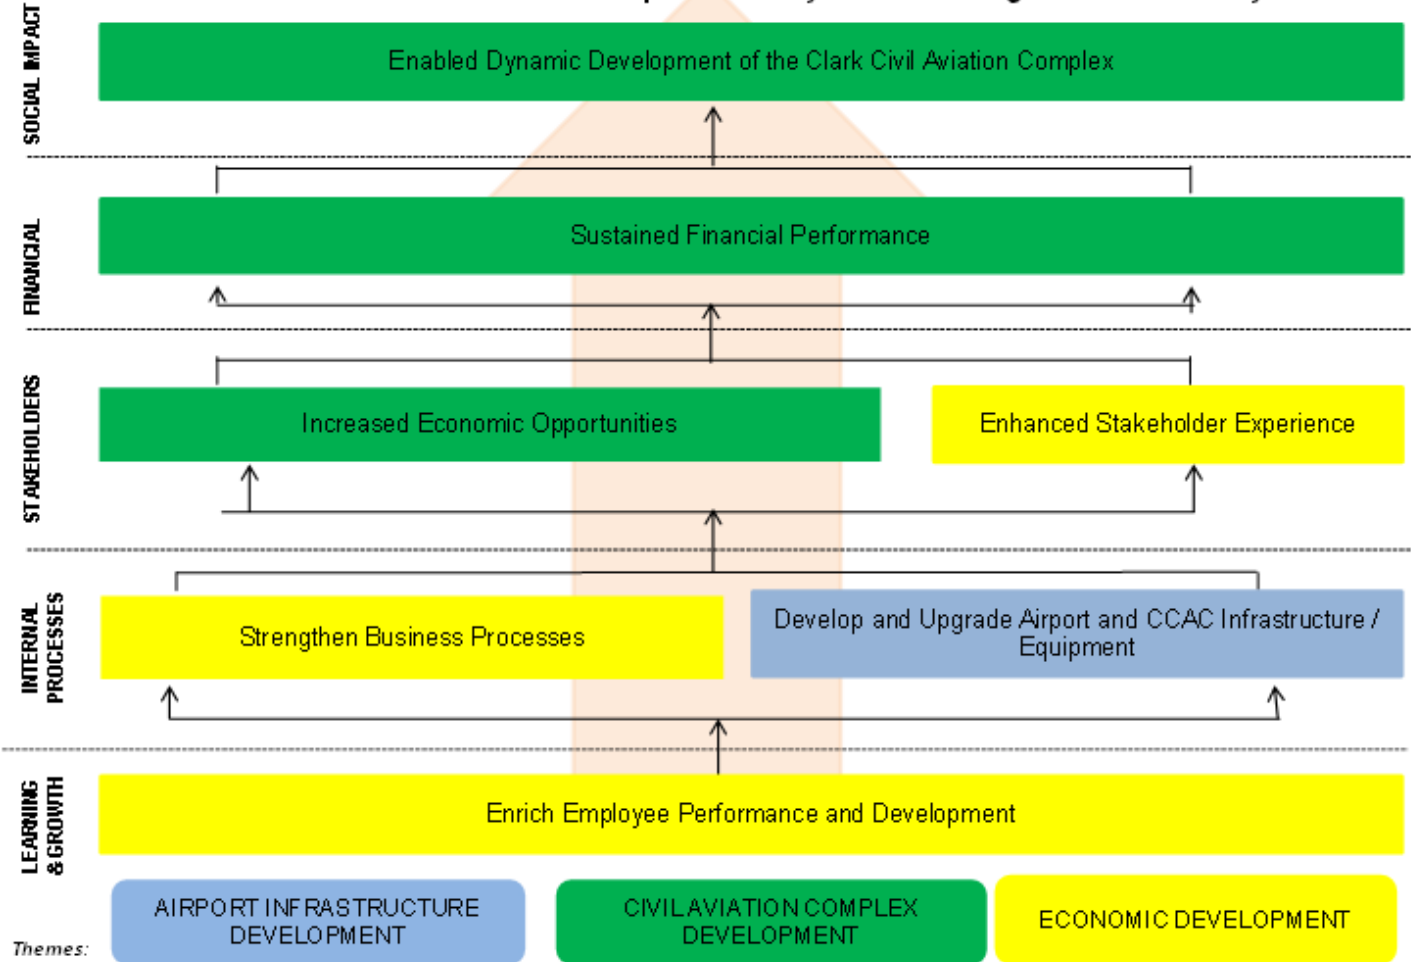 SOCIAL IMPACT
Enabled Dynamic Development of the Clark Civil Aviation Complex
FINANCIAL
Sustained Financial Performance
STAKEHOLDERS
Increased Economic Opportunities
Enhanced Stakeholder Experience
INTERNAL
PROCESSES
Strengthen Business Processes
Develop and Upgrade Airport and CCAC Infrastructure /
Equipment
LEARNING
& GROWTH
Enrich Employee Performance and Development
Themes:
AIRPORT INFRASTRUCTURE
DEVELOPMENT
CIVIL AVIATION COMPLEX
DEVELOPMENT
ECONOMIC DEVELOPMENT